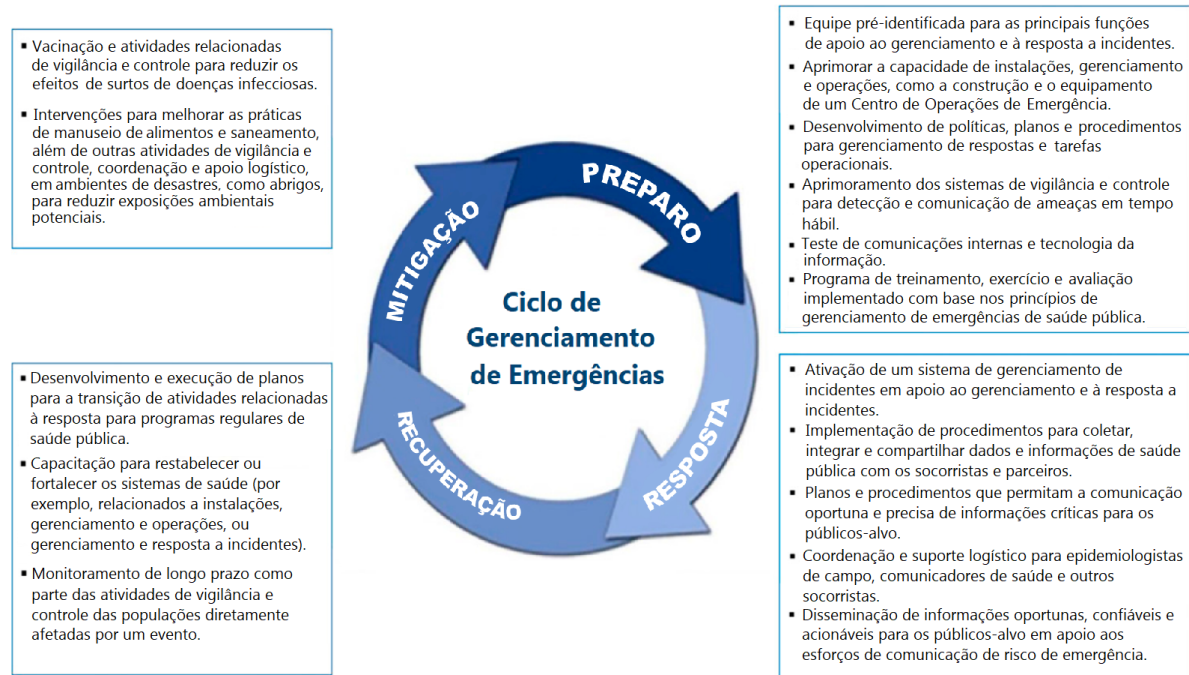 ▪ Vacinação e atividades relacionadas
de vigilância e controle para reduzir os
efeitos de surtos de doenças infecciosas.
▪ Intervenções para melhorar as práticas
de manuseio de alimentos e saneamento,
além de outras atividades de vigilância e
controle, coordenação e apoio logístico,
em ambientes de desastres, como abrigos,
para reduzir exposições ambientais
potenciais.
▪ Equipe pré-identificada para as principais funções
de apoio ao gerenciamento e à resposta a incidentes.
▪ Aprimorar a capacidade de instalações, gerenciamento
e operações, como a construção e o equipamento
de um Centro de Operações de Emergência.
▪ Desenvolvimento de políticas, planos e procedimentos
para gerenciamento de respostas e tarefas
operacionais.
▪ Aprimoramento dos sistemas de vigilância e controle
para detecção e comunicação de ameaças em tempo
hábil.
▪ Teste de comunicações internas e tecnologia da
informação.
▪ Programa de treinamento, exercício e avaliação
implementado com base nos princípios de
gerenciamento de emergências de saúde pública.
MITIGAÇÃO
PREPARO
Ciclo de
Gerenciamento
de Emergências
RECUPERAÇÃO
RESPOSTA
▪ Desenvolvimento e execução de planos
para a transição de atividades relacionadas
à resposta para programas regulares de
saúde pública.
▪ Capacitação para restabelecer ou
fortalecer os sistemas de saúde (por
exemplo, relacionados a instalações,
gerenciamento e operações, ou
gerenciamento e resposta a incidentes).
▪ Monitoramento de longo prazo como
parte das atividades de vigilância e
controle das populações diretamente
afetadas por um evento.
▪ Ativação de um sistema de gerenciamento de
incidentes em apoio ao gerenciamento e à resposta a
incidentes.
▪ Implementação de procedimentos para coletar,
integrar e compartilhar dados e informações de saúde
pública com os socorristas e parceiros.
▪ Planos e procedimentos que permitam a comunicação
oportuna e precisa de informações críticas para os
públicos-alvo.
▪ Coordenação e suporte logístico para epidemiologistas
de campo, comunicadores de saúde e outros
socorristas.
▪ Disseminação de informações oportunas, confiáveis e
acionáveis para os públicos-alvo em apoio aos
esforços de comunicação de risco de emergência.